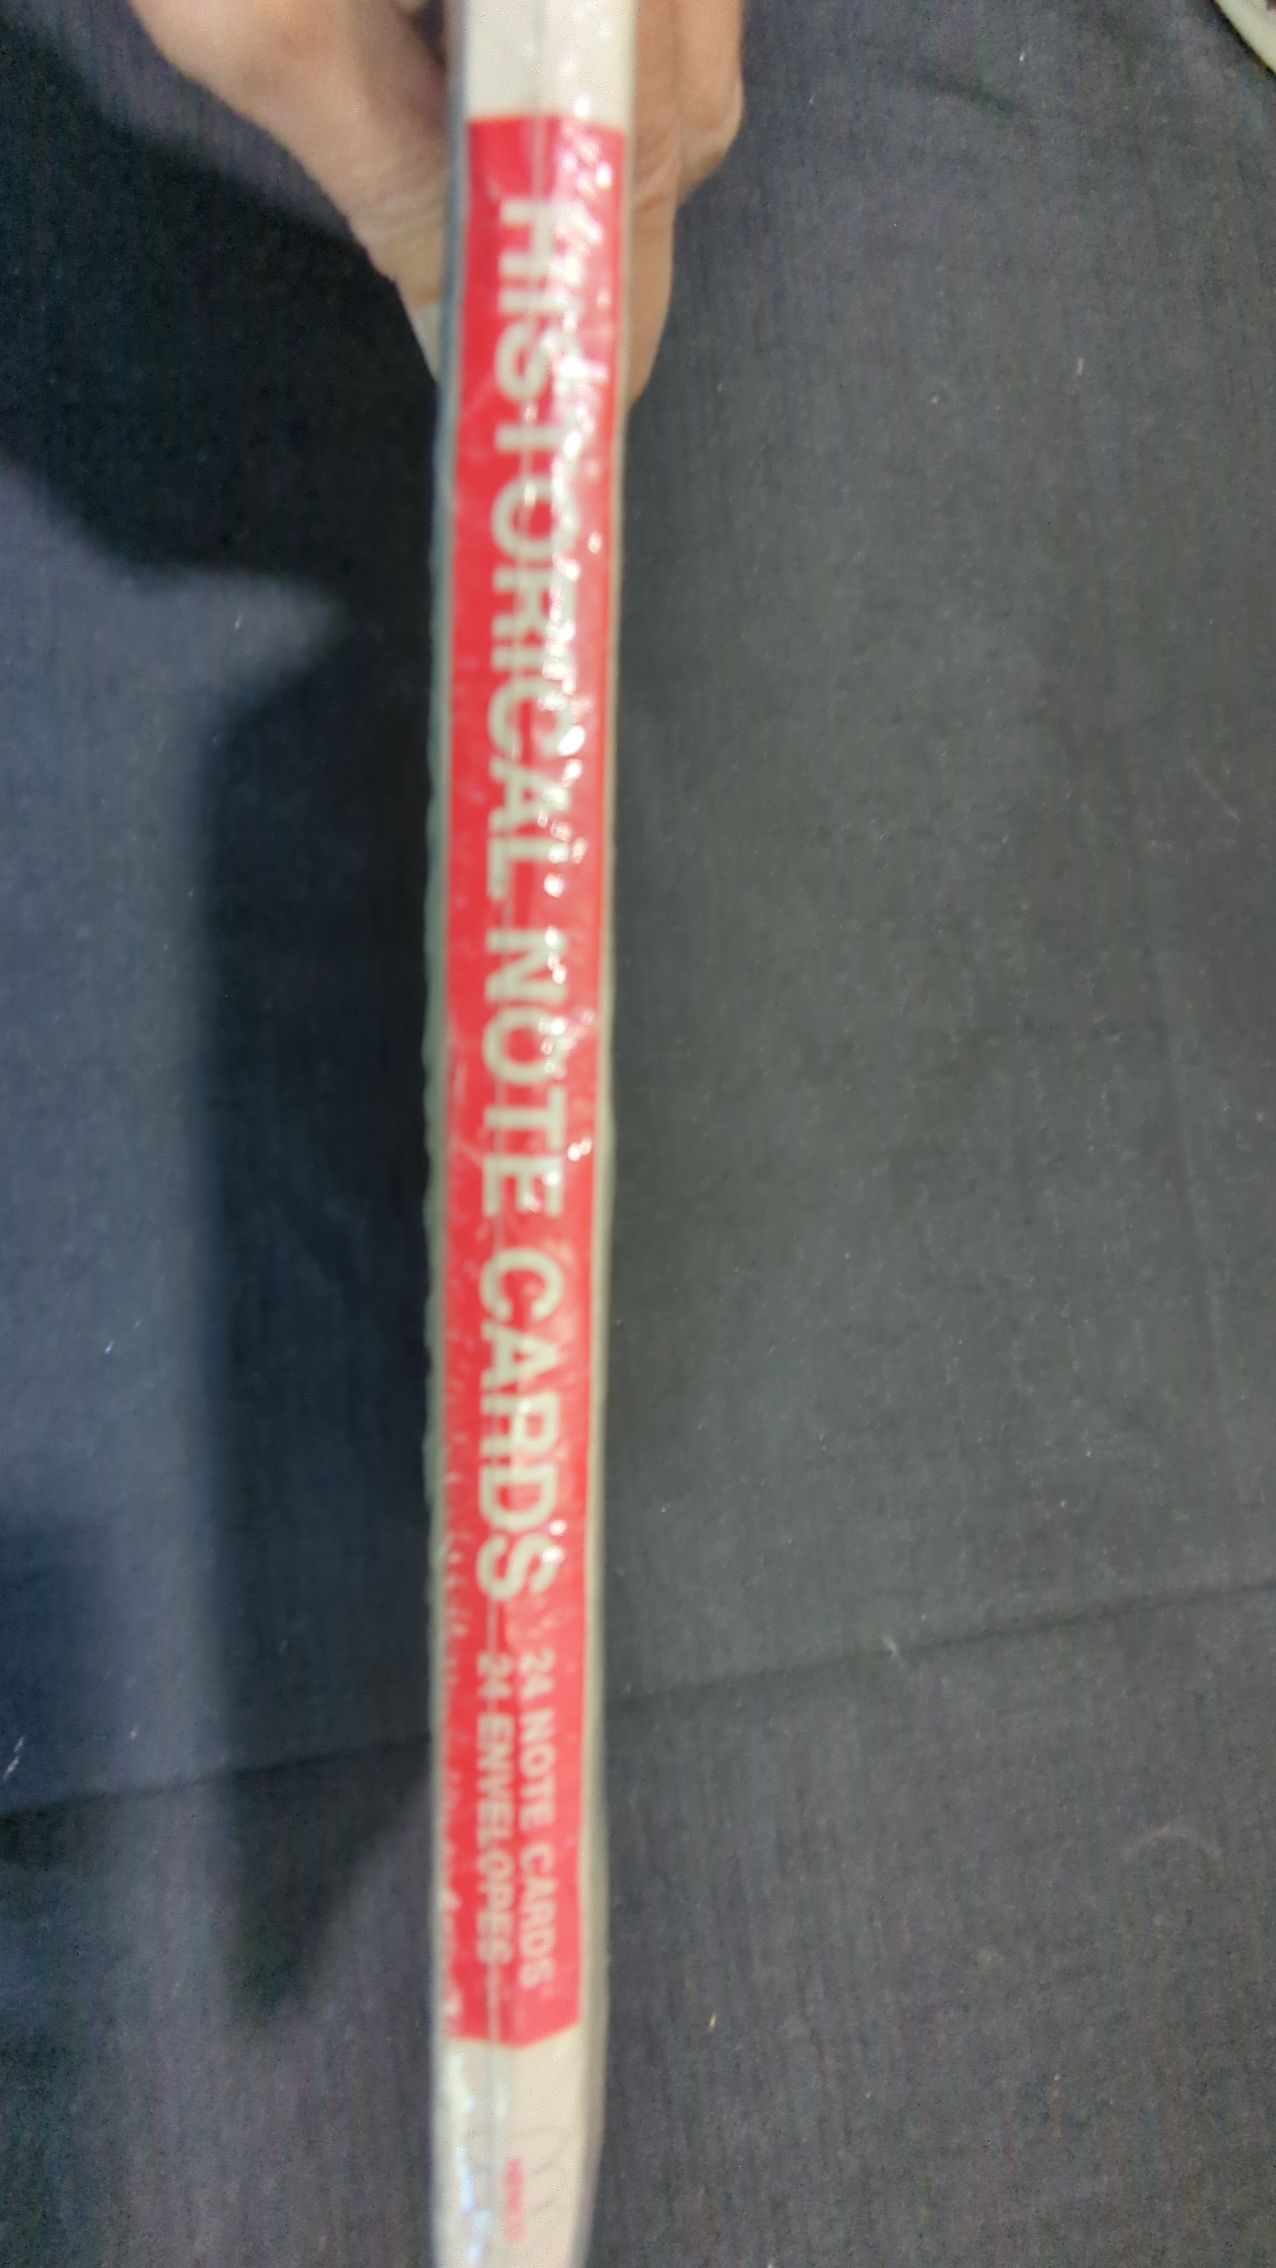 HISTORICAL NOTE CARDS
24 NOTE CARDS
24 ENVELOPES